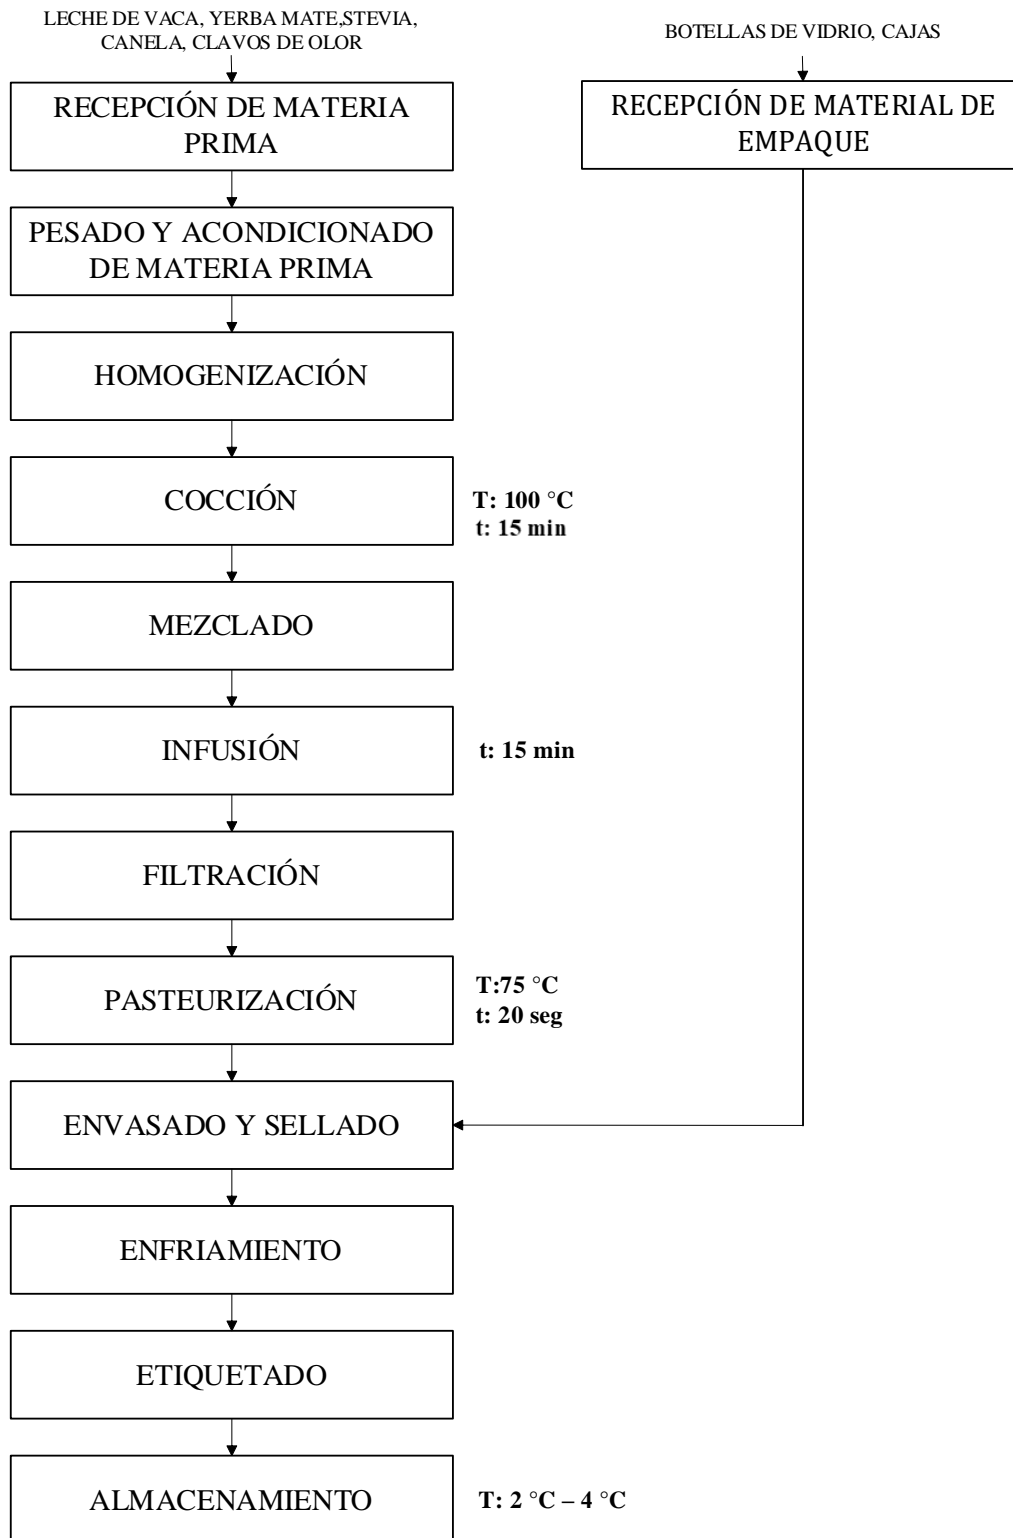 LECHE DE VACA, YERBA MATE,STEVIA,
CANELA, CLAVOS DE OLOR
BOTELLAS DE VIDRIO, CAJAS
RECEPCIÓN DE MATERIA
PRIMA
RECEPCIÓN DE MATERIAL DE
EMPAQUE
PESADO Y ACONDICIONADO
DE MATERIA PRIMA
HOMOGENIZACIÓN
COCCIÓN
T: 100 °C
t: 15 min
MEZCLADO
INFUSIÓN
t: 15 min
FILTRACIÓN
PASTEURIZACIÓN
T:75 °C
t: 20 seg
ENVASADO Y SELLADO
ENFRIAMIENTO
ETIQUETADO
ALMACENAMIENTO
T: 2 °C – 4 °C